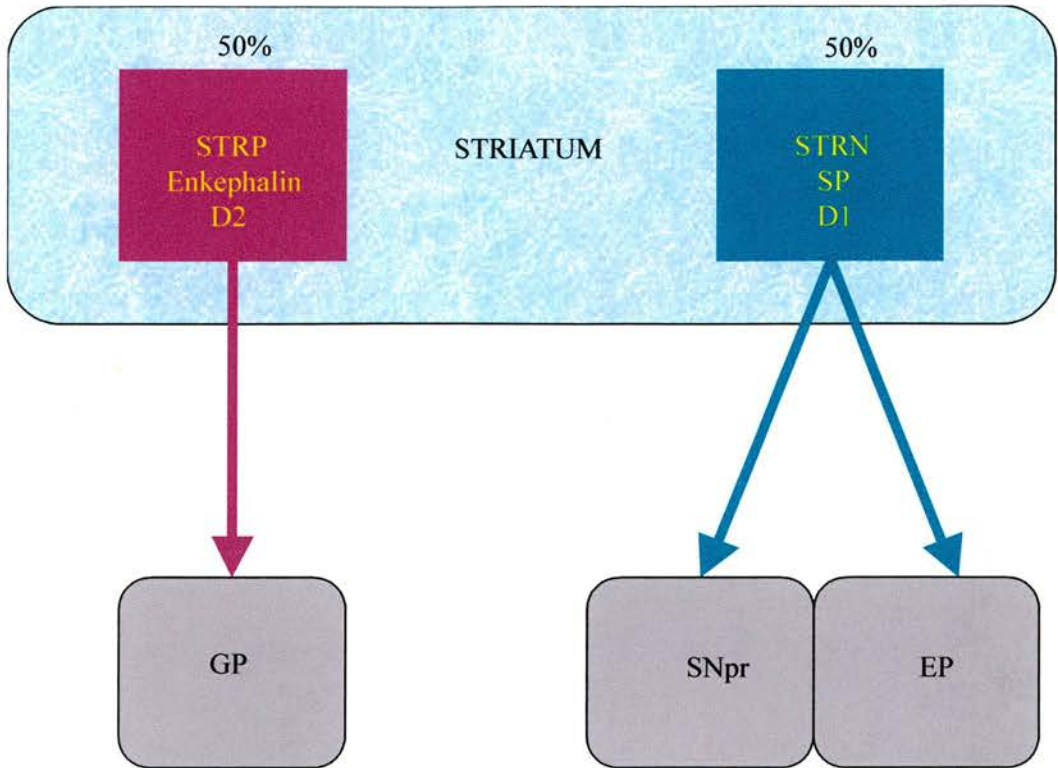 50%
50%
STRP
Enkephalin
D2
STRIATUM
STRN
SP
D1
GP
SNpr
EP